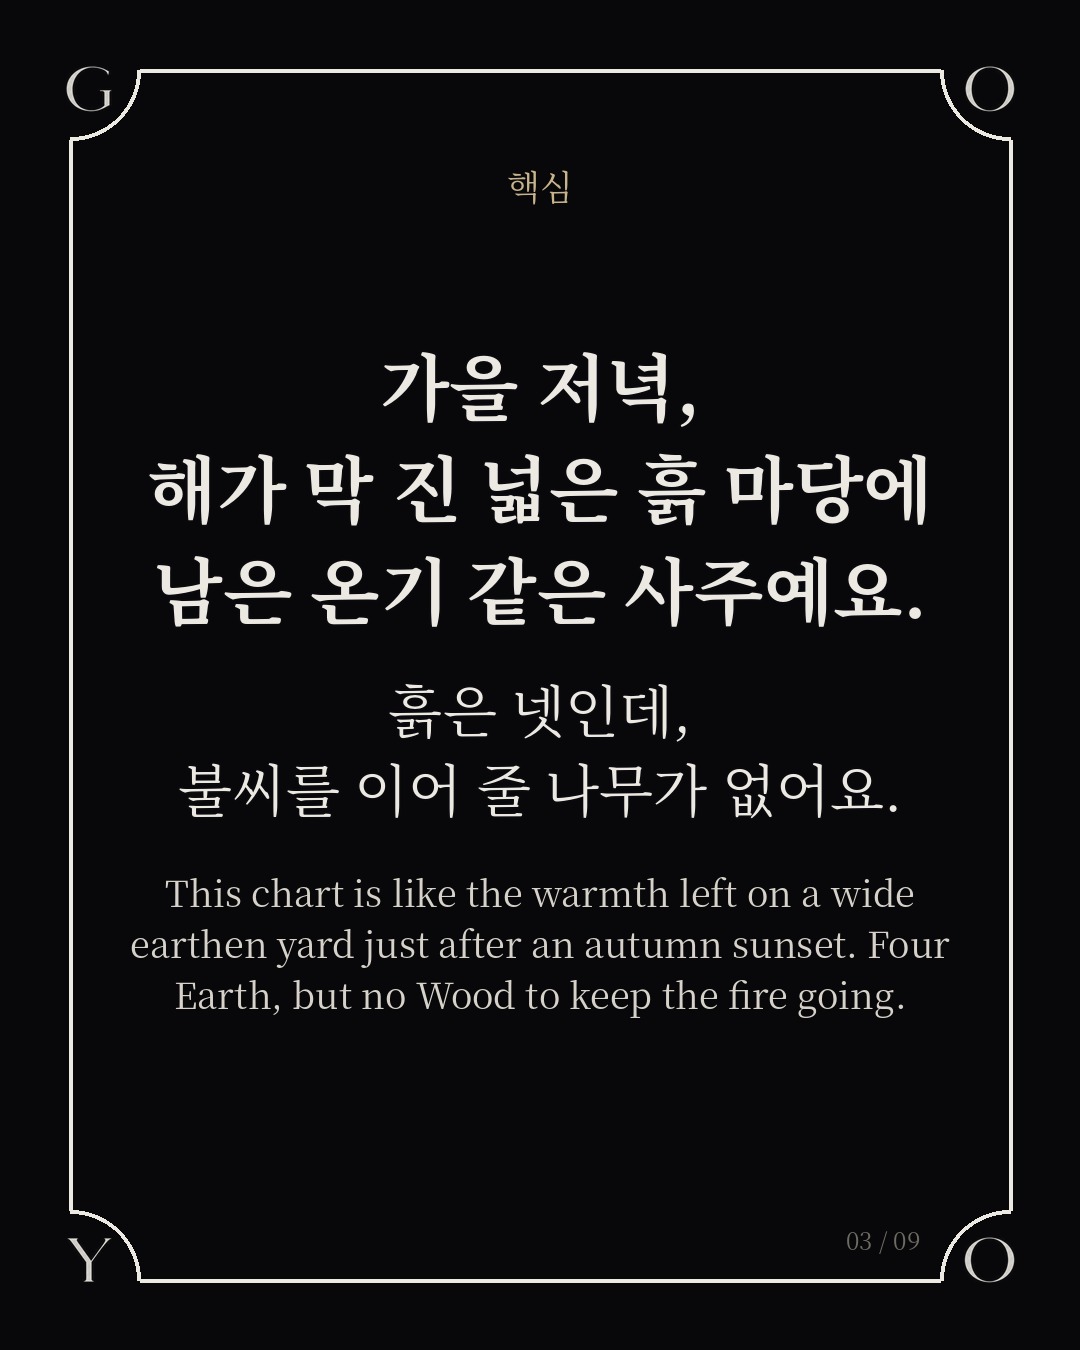 G O
핵심
가을 저녁,
해가 막 진 넓은 흙 마당에
남은 온기 같은 사주예요.
흙은 넷인데,
불씨를 이어 줄 나무가 없어요.
This chart is like the warmth left on a wide
earthen yard just after an autumn sunset. Four
Earth, but no Wood to keep the fire going.
03 / 09
Y O